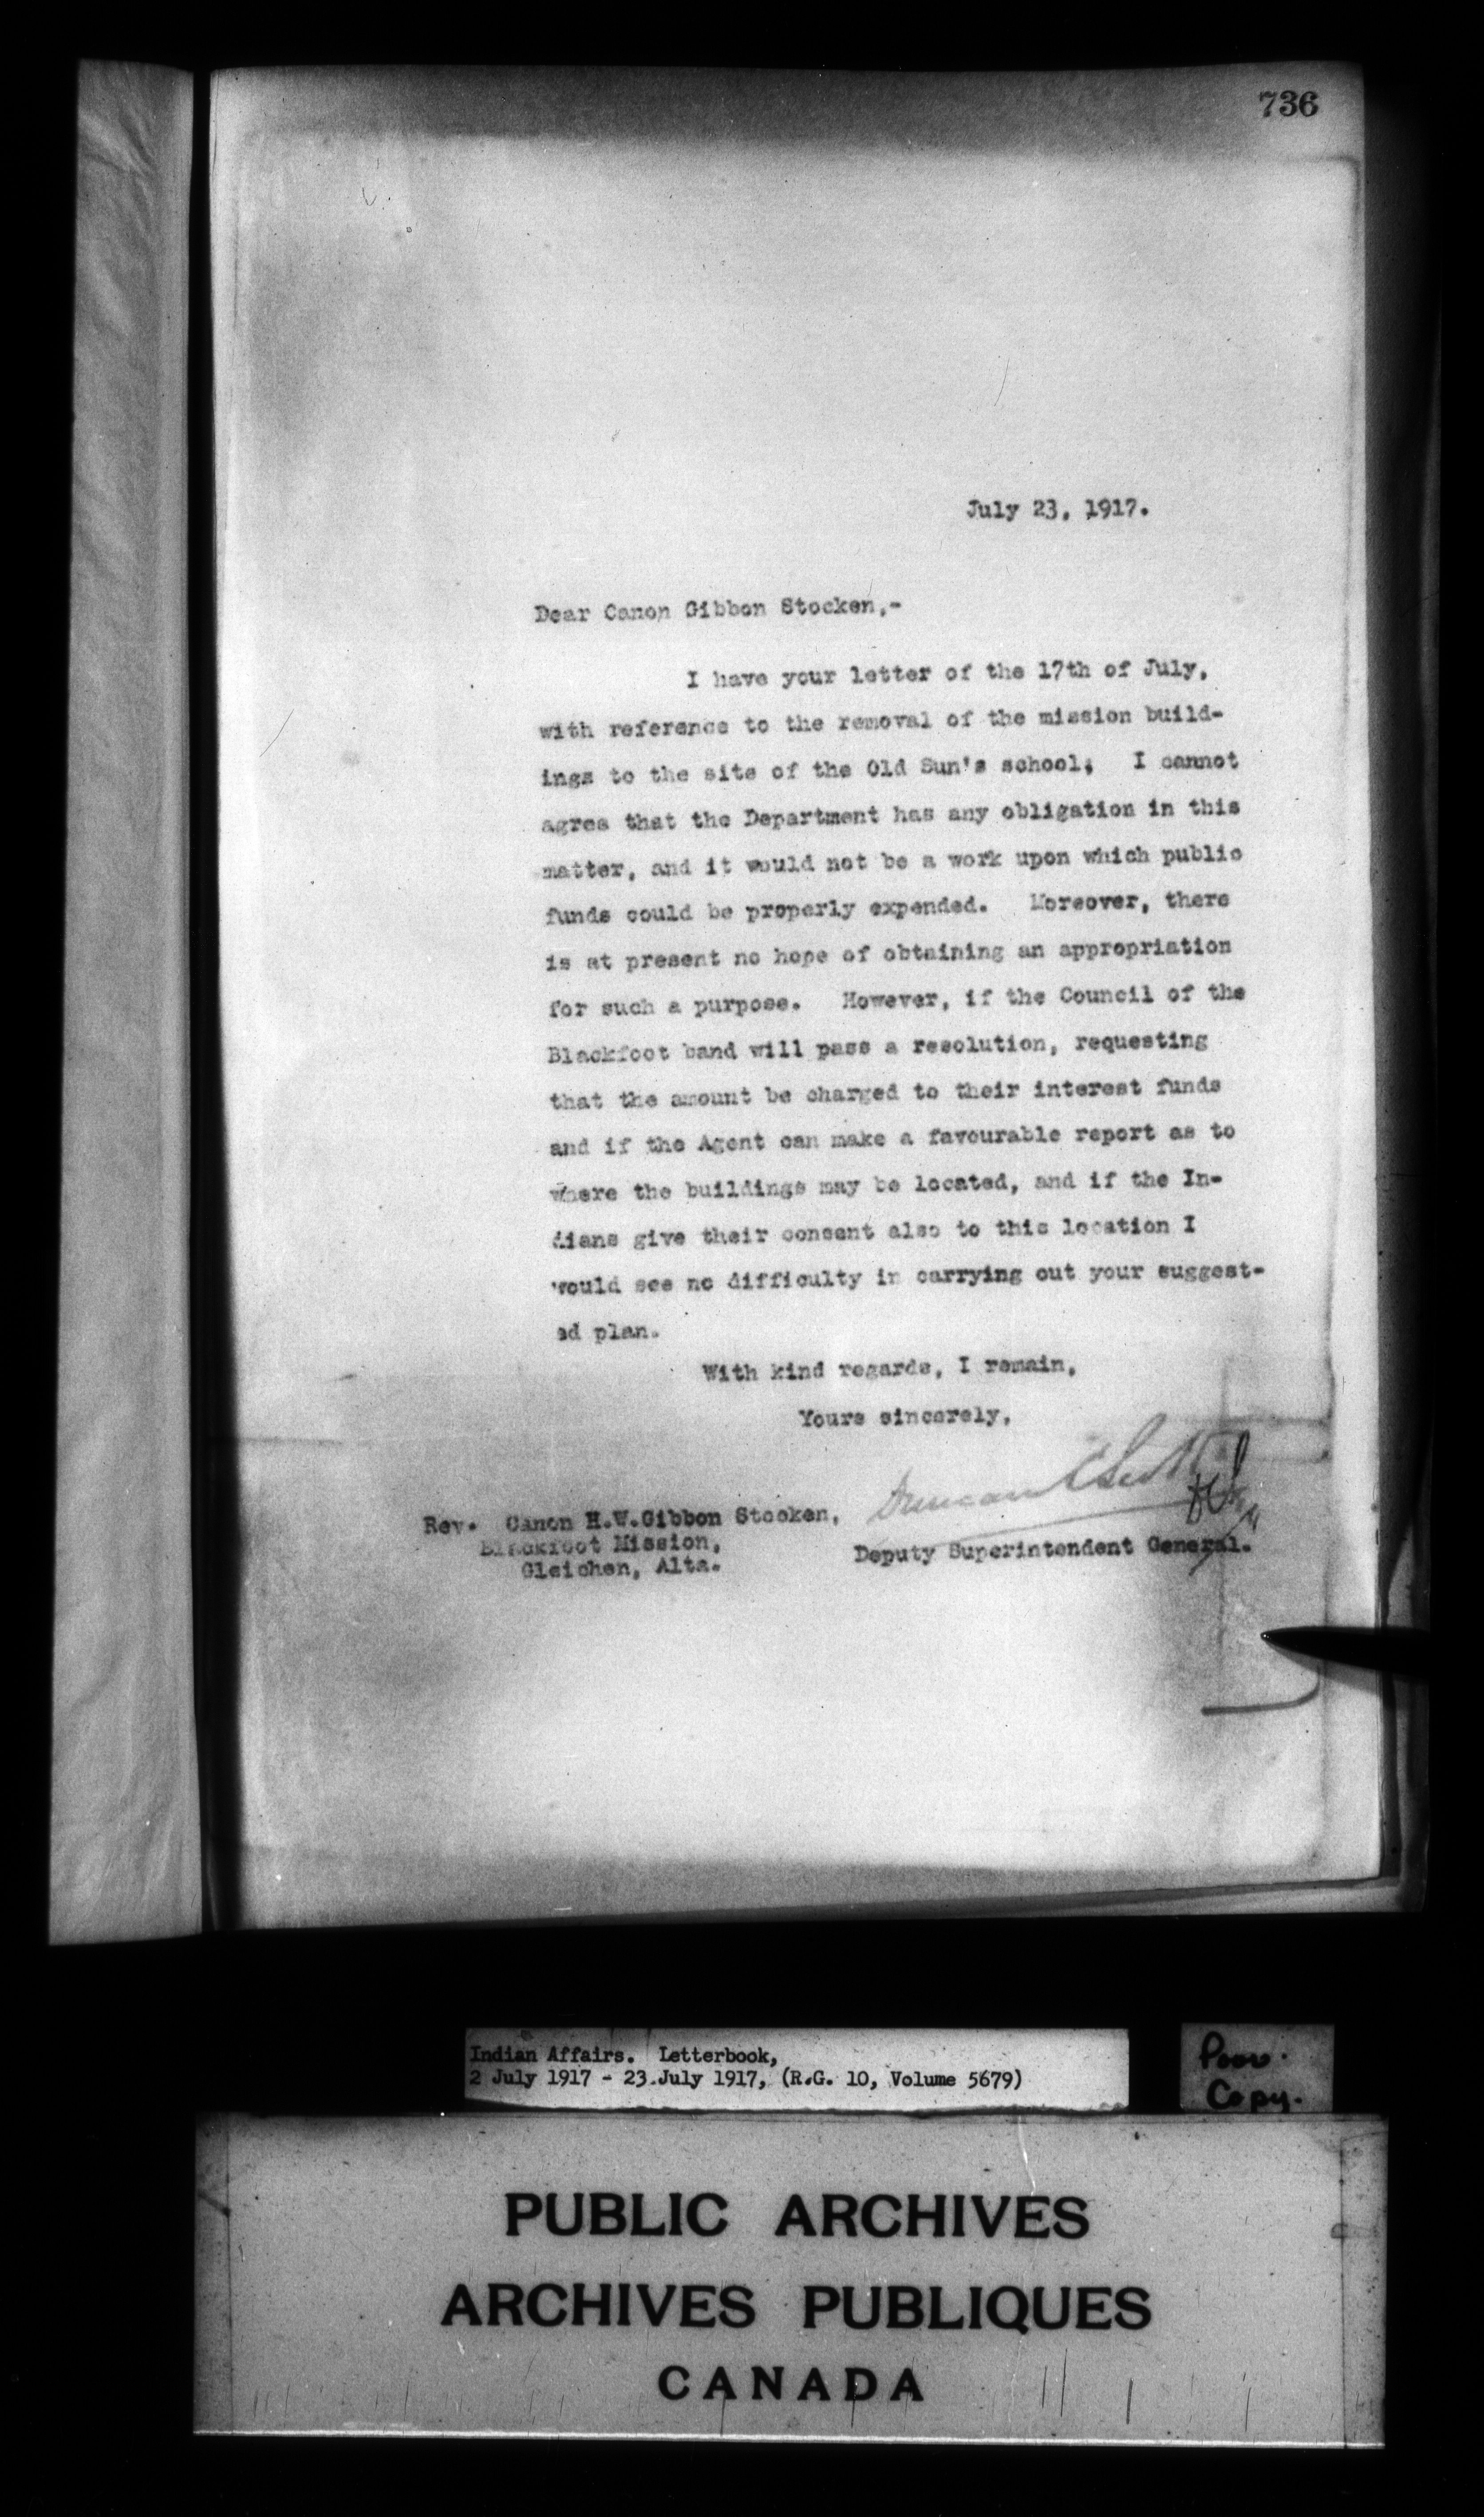 736
July 23, 1917.
Dear Canon Gibbon Stocken,-
I have your letter of the 17th of July,
with reference to the removal of the mission build-
ings to the site of the Old Sun's school; I cannot
agree that the Department has any obligation in this
matter, and it would not be a work upon which public
funds could be properly expended. Moreover, there
is at present no hope of obtaining an appropriation
for such a purpose. However, if the Council of the
Blackfoot band will pass a resolution, requesting
that the amount be charged to their interest funds
and if the Agent can make a favourable report as to
where the buildings may be located, and if the In-
dians give their consent also to this location I
would see no difficulty in carrying out your suggest-
ed plan.
With kind regards, I remain,
Yours sincerely,
Duncan C Scott
Rev. Canon H.W.Gibbon Stocken,
Blackfoot Mission,
Gleichen, Alta.
Deputy Superintendent General.
Indian Affairs. Letterbook,
2 July 1917 - 23 July 1917, (R.G. 10, Volume 5679)
Poor
Copy.
PUBLIC ARCHIVES
ARCHIVES PUBLIQUES
CANADA